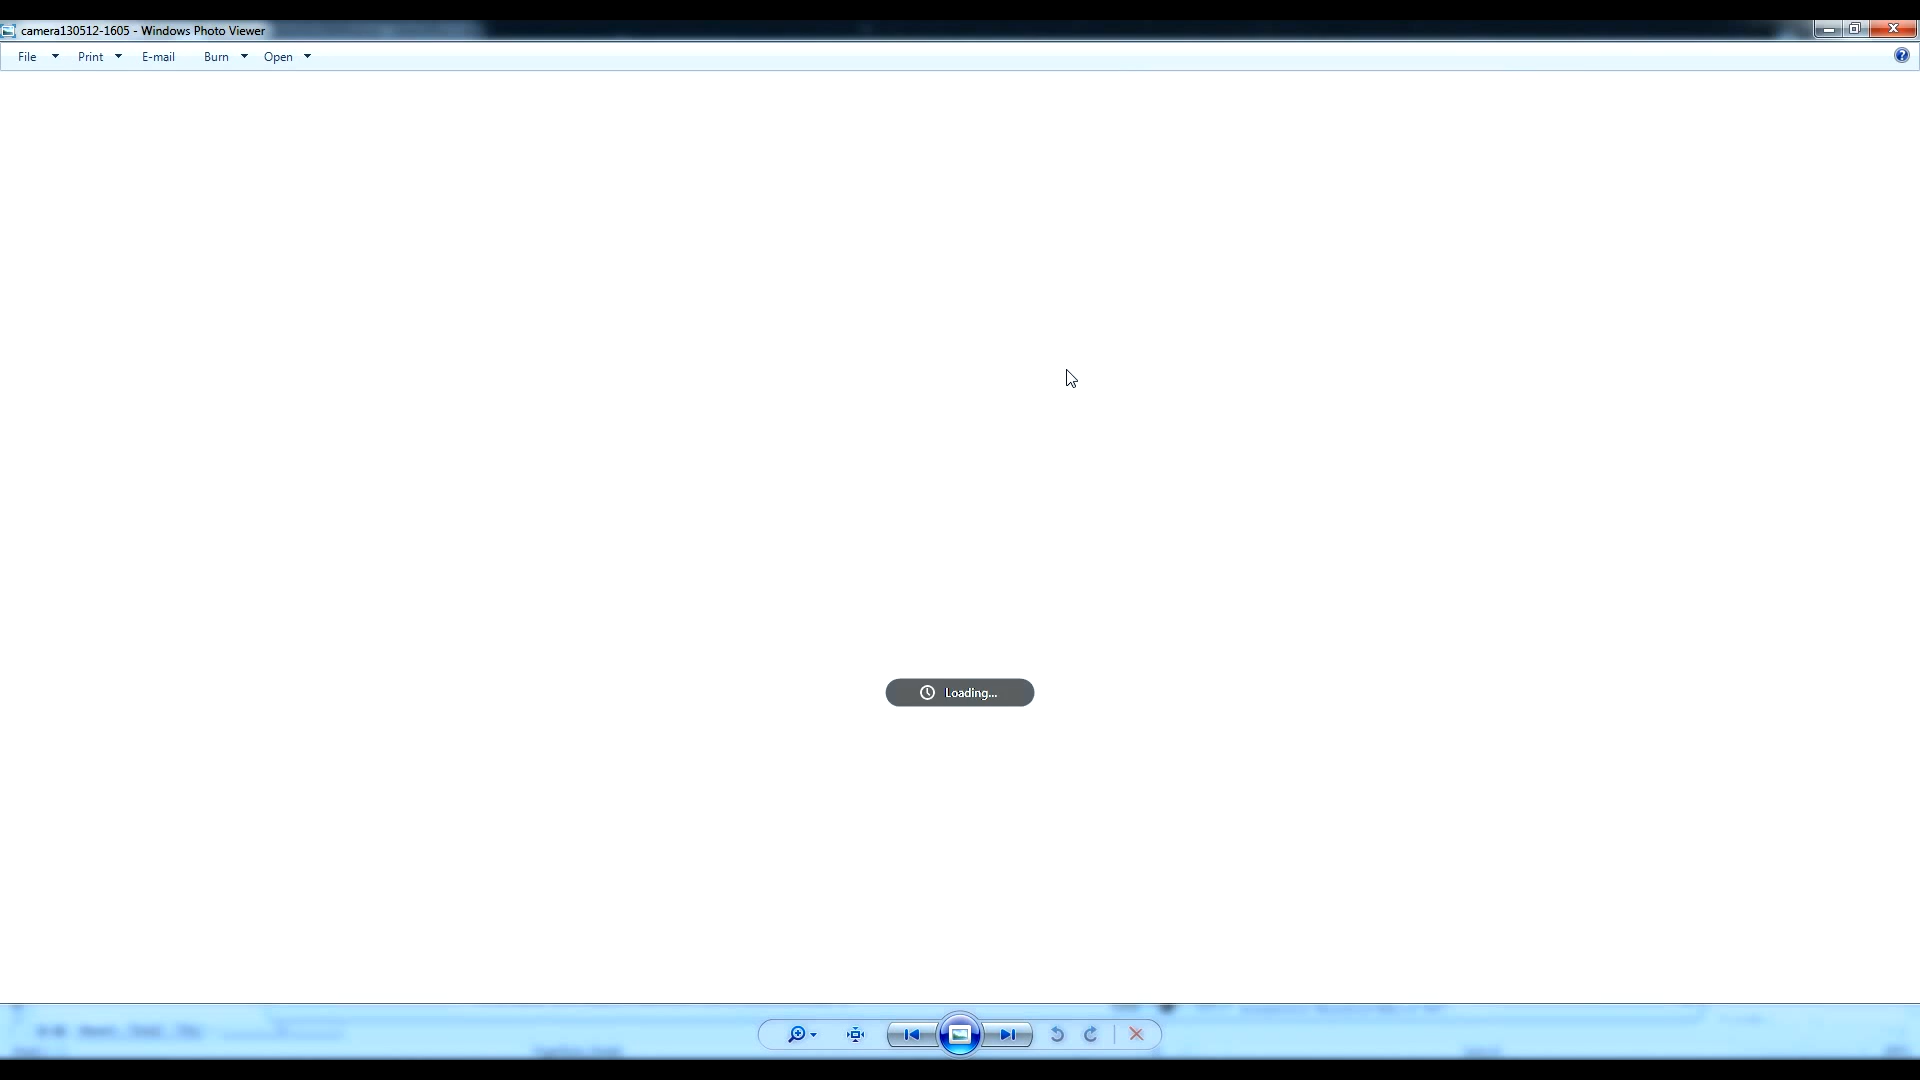 camera130512-1605 - Windows Photo Viewer
File Print E-mail Burn Open
Loading...